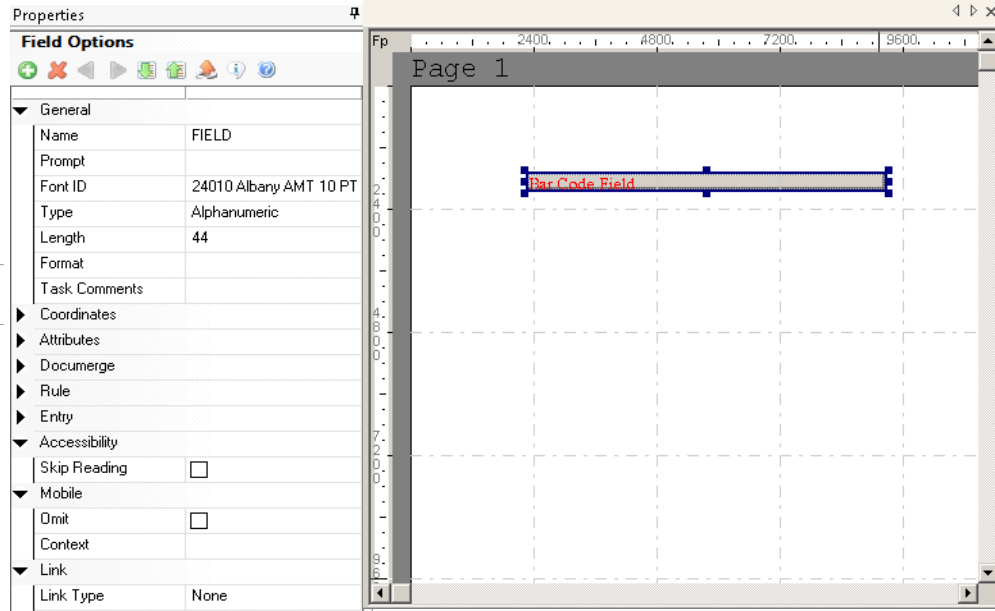 Properties
Field Options
General
Name FIELD
Prompt
Font ID 24010 Albany AMT 10 PT
Type Alphanumeric
Length 44
Format
Task Comments
Coordinates
Attributes
Documerge
Rule
Entry
Accessibility
Skip Reading
Mobile
Omit
Context
Link
Link Type None
Fp 2400 4800 7200 9600
Page 1
Bar Code Field
2400
4800
7200
96